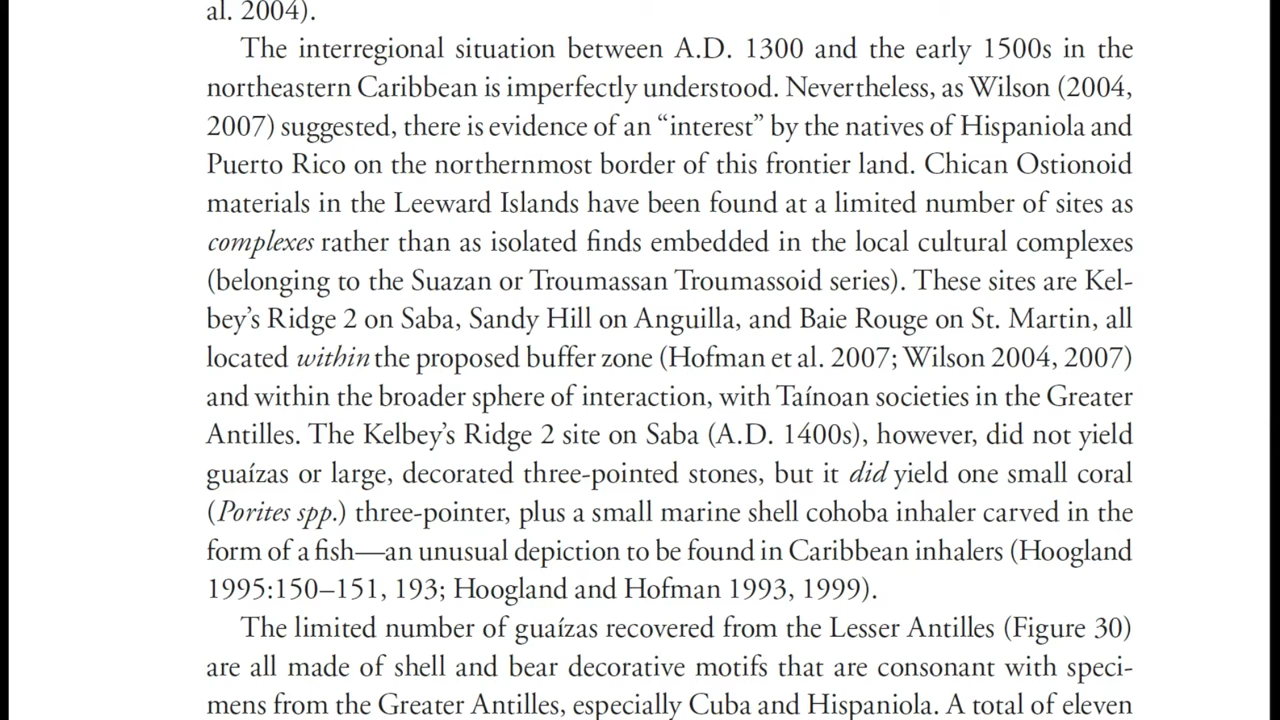 al. 2004).
The interregional situation between A.D. 1300 and the early 1500s in the
northeastern Caribbean is imperfectly understood. Nevertheless, as Wilson (2004,
2007) suggested, there is evidence of an “interest” by the natives of Hispaniola and
Puerto Rico on the northernmost border of this frontier land. Chican Ostionoid
materials in the Leeward Islands have been found at a limited number of sites as
complexes rather than as isolated finds embedded in the local cultural complexes
(belonging to the Suazan or Troumassan Troumassoid series). These sites are Kel-
bey’s Ridge 2 on Saba, Sandy Hill on Anguilla, and Baie Rouge on St. Martin, all
located within the proposed buffer zone (Hofman et al. 2007; Wilson 2004, 2007)
and within the broader sphere of interaction, with Taínoan societies in the Greater
Antilles. The Kelbey’s Ridge 2 site on Saba (A.D. 1400s), however, did not yield
guaízas or large, decorated three-pointed stones, but it did yield one small coral
(Porites spp.) three-pointer, plus a small marine shell cohoba inhaler carved in the
form of a fish—an unusual depiction to be found in Caribbean inhalers (Hoogland
1995:150–151, 193; Hoogland and Hofman 1993, 1999).
The limited number of guaízas recovered from the Lesser Antilles (Figure 30)
are all made of shell and bear decorative motifs that are consonant with speci-
mens from the Greater Antilles, especially Cuba and Hispaniola. A total of eleven